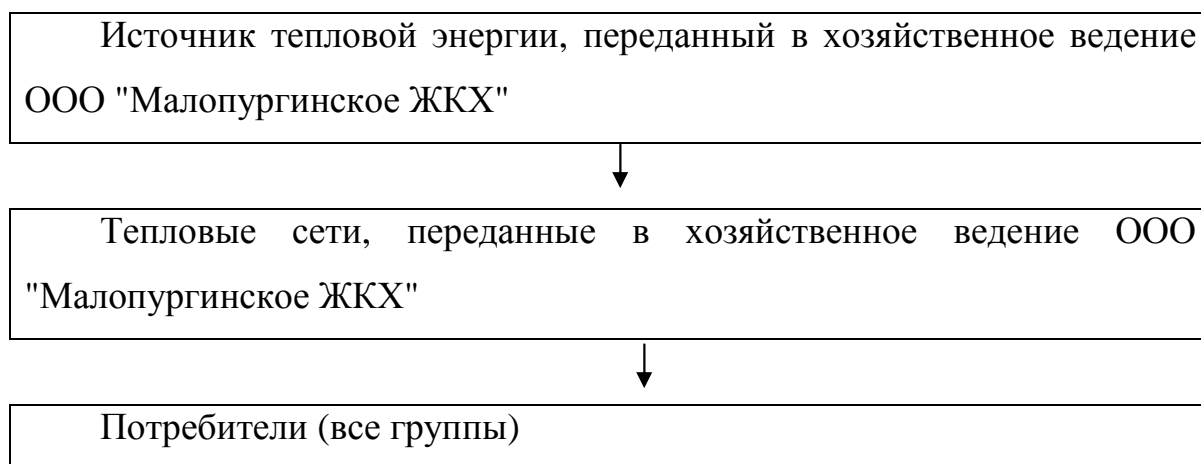 Источник тепловой энергии, переданный в хозяйственное ведение
ООО "Малопургинское ЖКХ"
Тепловые сети, переданные в хозяйственное ведение ООО
"Малопургинское ЖКХ"
Потребители (все группы)